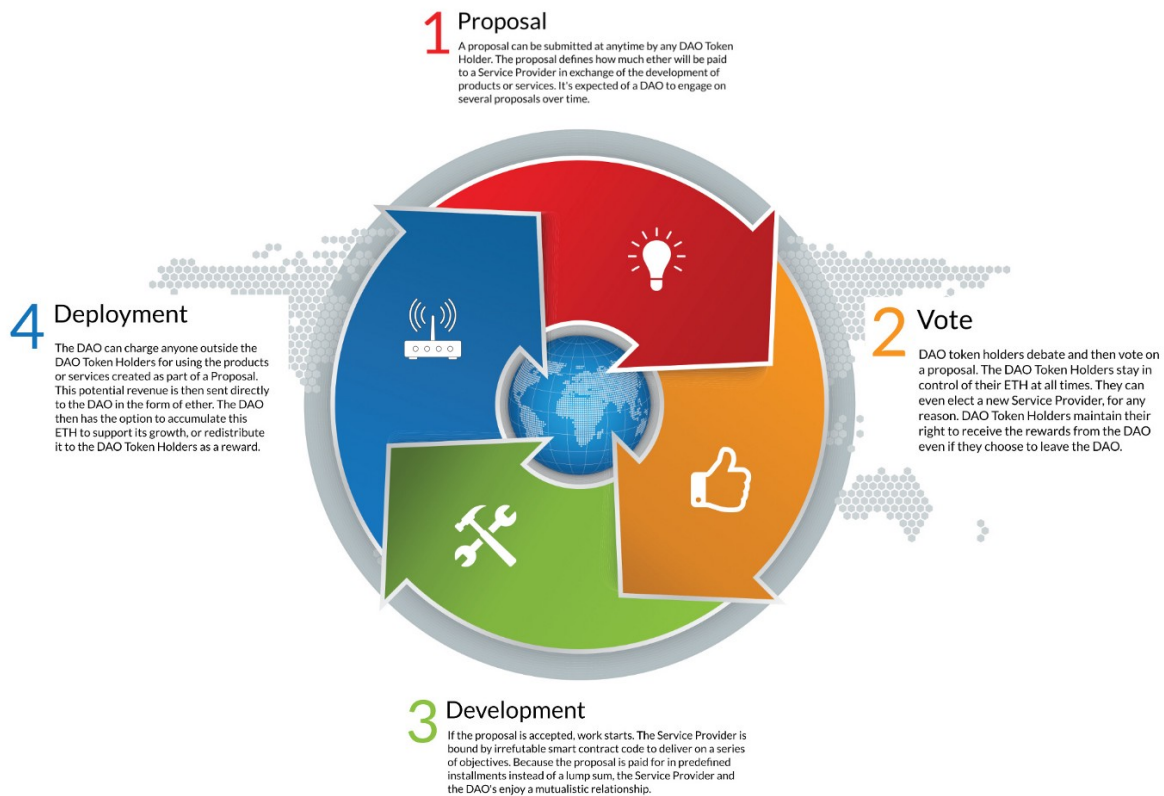 1 Proposal
A proposal can be submitted at anytime by any DAO Token
Holder. The proposal defines how much ether will be paid
to a Service Provider in exchange of the development of
products or services. It's expected of a DAO to engage on
several proposals over time.
2 Vote
DAO token holders debate and then vote on
a proposal. The DAO Token Holders stay in
control of their ETH at all times. They can
even elect a new Service Provider, for any
reason. DAO Token Holders maintain their
right to receive the rewards from the DAO
even if they choose to leave the DAO.
3 Development
If the proposal is accepted, work starts. The Service Provider is
bound by irrefutable smart contract code to deliver on a series
of objectives. Because the proposal is paid for in predefined
installments instead of a lump sum, the Service Provider and
the DAO's enjoy a mutualistic relationship.
4 Deployment
The DAO can charge anyone outside the
DAO Token Holders for using the products
or services created as part of a Proposal.
This potential revenue is then sent directly
to the DAO in the form of ether. The DAO
then has the option to accumulate this
ETH to support its growth, or redistribute
it to the DAO Token Holders as a reward.